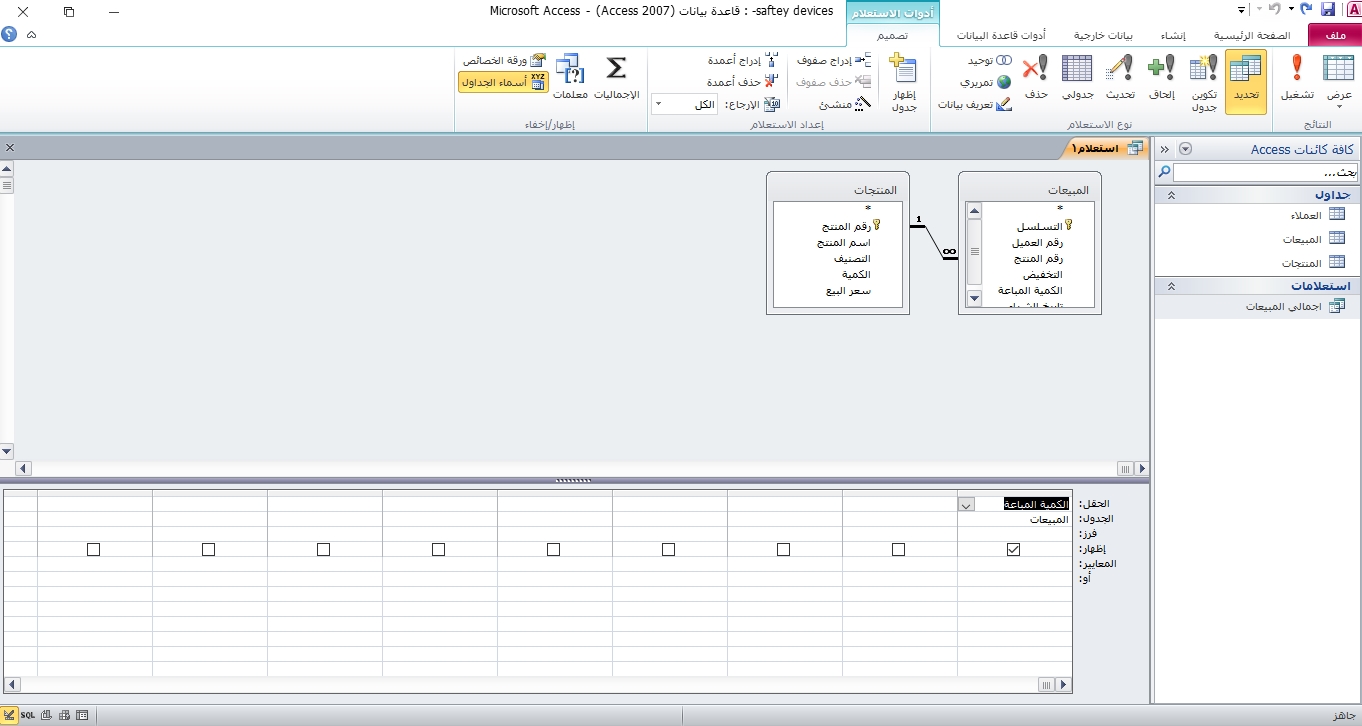 saftey devices- : قاعدة بيانات (Access 2007) - Microsoft Access
أدوات الاستعلام
ملف
الصفحة الرئيسية
إنشاء
بيانات خارجية
أدوات قاعدة البيانات
تصميم
عرض
تشغيل
النتائج
تحديد
تكوين جدول
إلحاق
تحديث
جدولي
حذف
توحيد
تمريري
تعريف بيانات
نوع الاستعلام
إظهار جدول
إدراج صفوف
حذف صفوف
منشئ
إدراج أعمدة
حذف أعمدة
الإرجاع: الكل
إعداد الاستعلام
الإجماليات
معلمات
ورقة الخصائص
أسماء الجداول
إظهار/إخفاء
كافة كائنات Access
بحث...
جداول
العملاء
المبيعات
المنتجات
استعلامات
اجمالي المبيعات
استعلام١
المبيعات
*
التسلسل
رقم العميل
رقم المنتج
التخفيض
الكمية المباعة
تاريخ الشراء
∞
1
المنتجات
*
رقم المنتج
اسم المنتج
التصنيف
الكمية
سعر البيع
الحقل: الكمية المباعة
الجدول: المبيعات
فرز:
إظهار:
المعايير:
أو:
جاهز
SQL